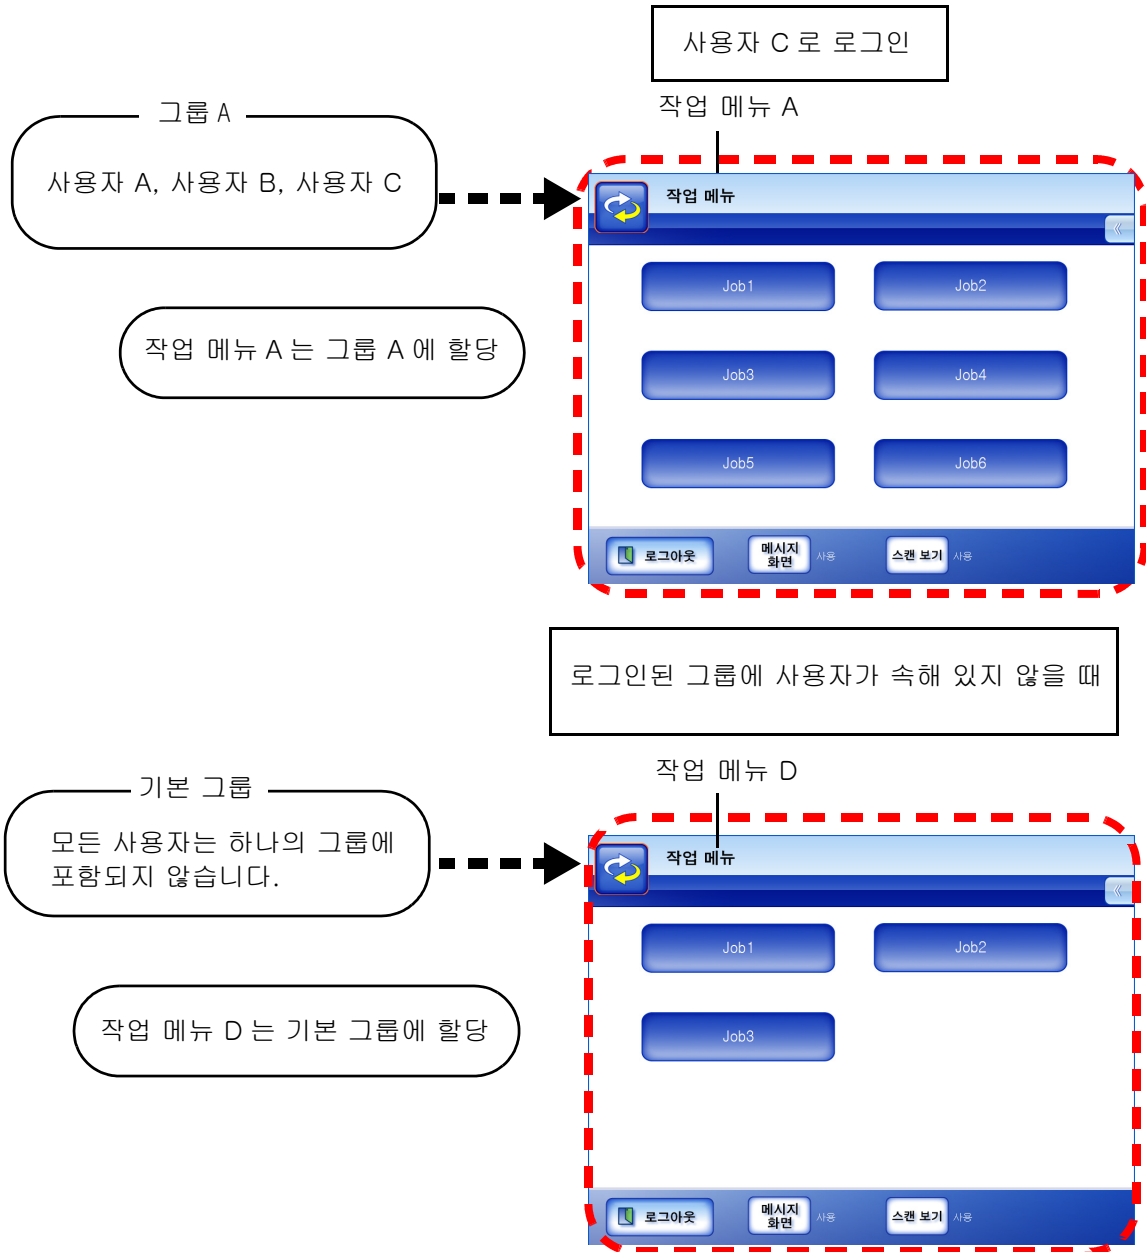 사용자 C 로 로그인
작업 메뉴 A
그룹 A
사용자 A, 사용자 B, 사용자 C
작업 메뉴 A 는 그룹 A 에 할당
작업 메뉴
Job1
Job2
Job3
Job4
Job5
Job6
로그아웃
메시지
화면
사용
스캔 보기
사용
로그인된 그룹에 사용자가 속해 있지 않을 때
작업 메뉴 D
기본 그룹
모든 사용자는 하나의 그룹에
포함되지 않습니다.
작업 메뉴 D 는 기본 그룹에 할당
작업 메뉴
Job1
Job2
Job3
로그아웃
메시지
화면
사용
스캔 보기
사용